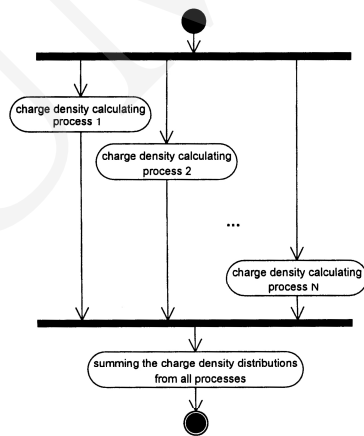 charge density calculating
process 1
charge density calculating
process 2
...
charge density calculating
process N
summing the charge density distributions
from all processes